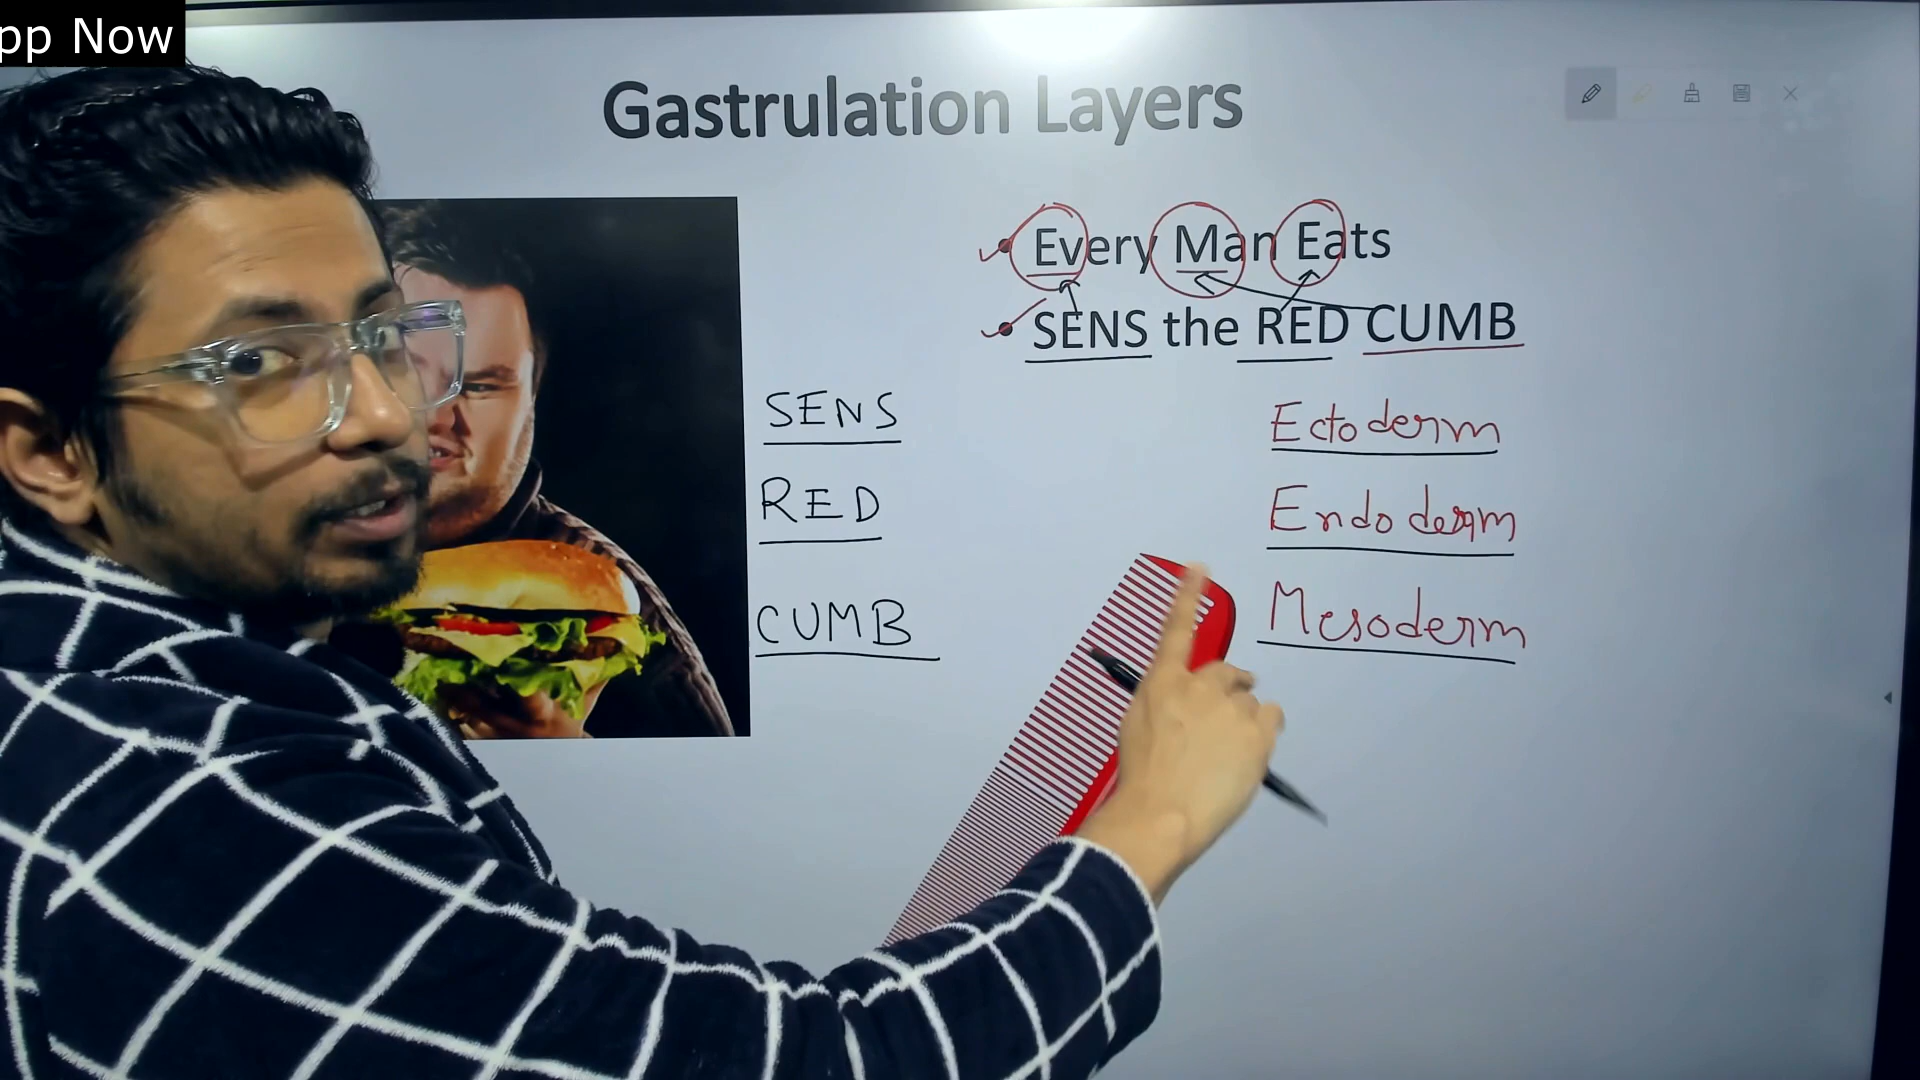 pp Now
Gastrulation Layers
• Every Man Eats
• SENS the RED CUMB
SENS
Ectoderm
RED
Endoderm
CUMB
Mesoderm